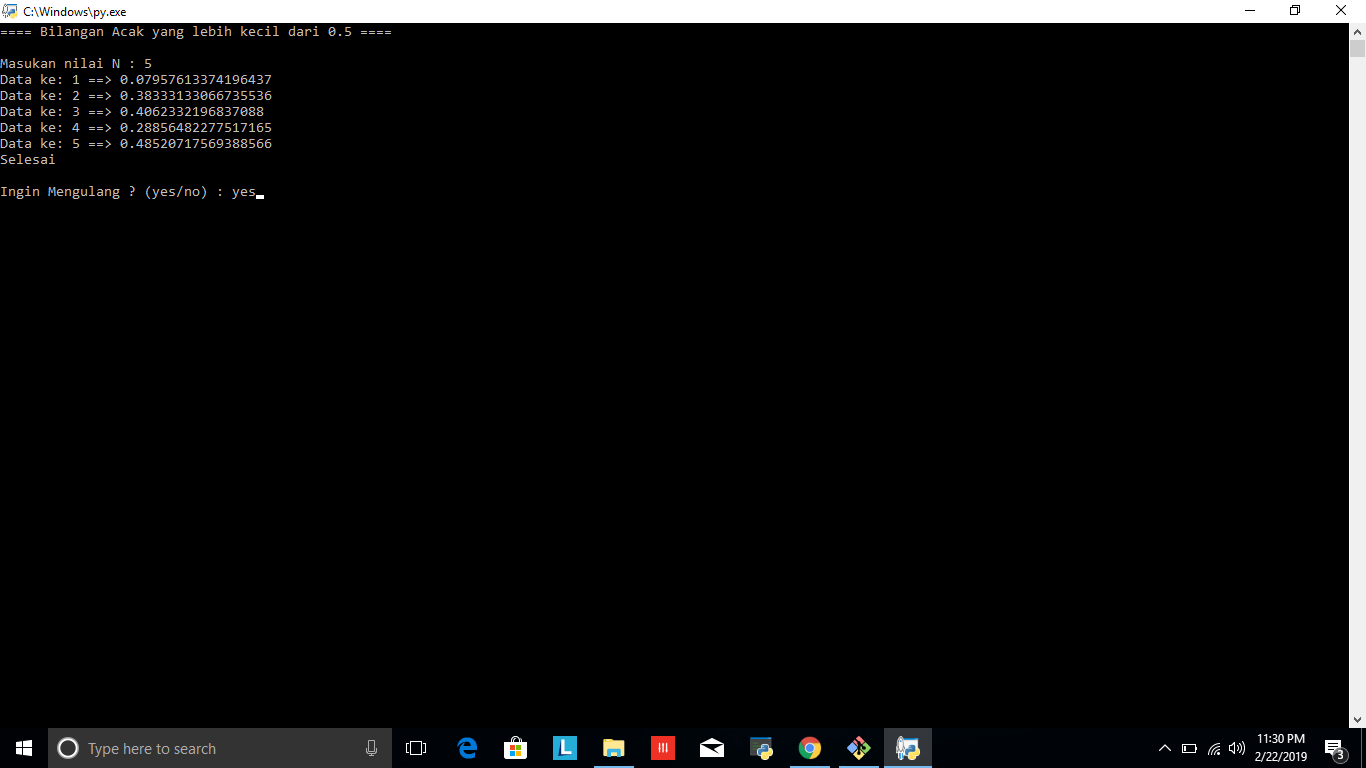 C:\Windows\py.exe
==== Bilangan Acak yang lebih kecil dari 0.5 ====
Masukan nilai N : 5
Data ke: 1 ==> 0.07957613374196437
Data ke: 2 ==> 0.38333133066735536
Data ke: 3 ==> 0.4062332196837088
Data ke: 4 ==> 0.28856482277517165
Data ke: 5 ==> 0.48520717569388566
Selesai
Ingin Mengulang ? (yes/no) : yes
Type here to search
L
11:30 PM
2/22/2019
3